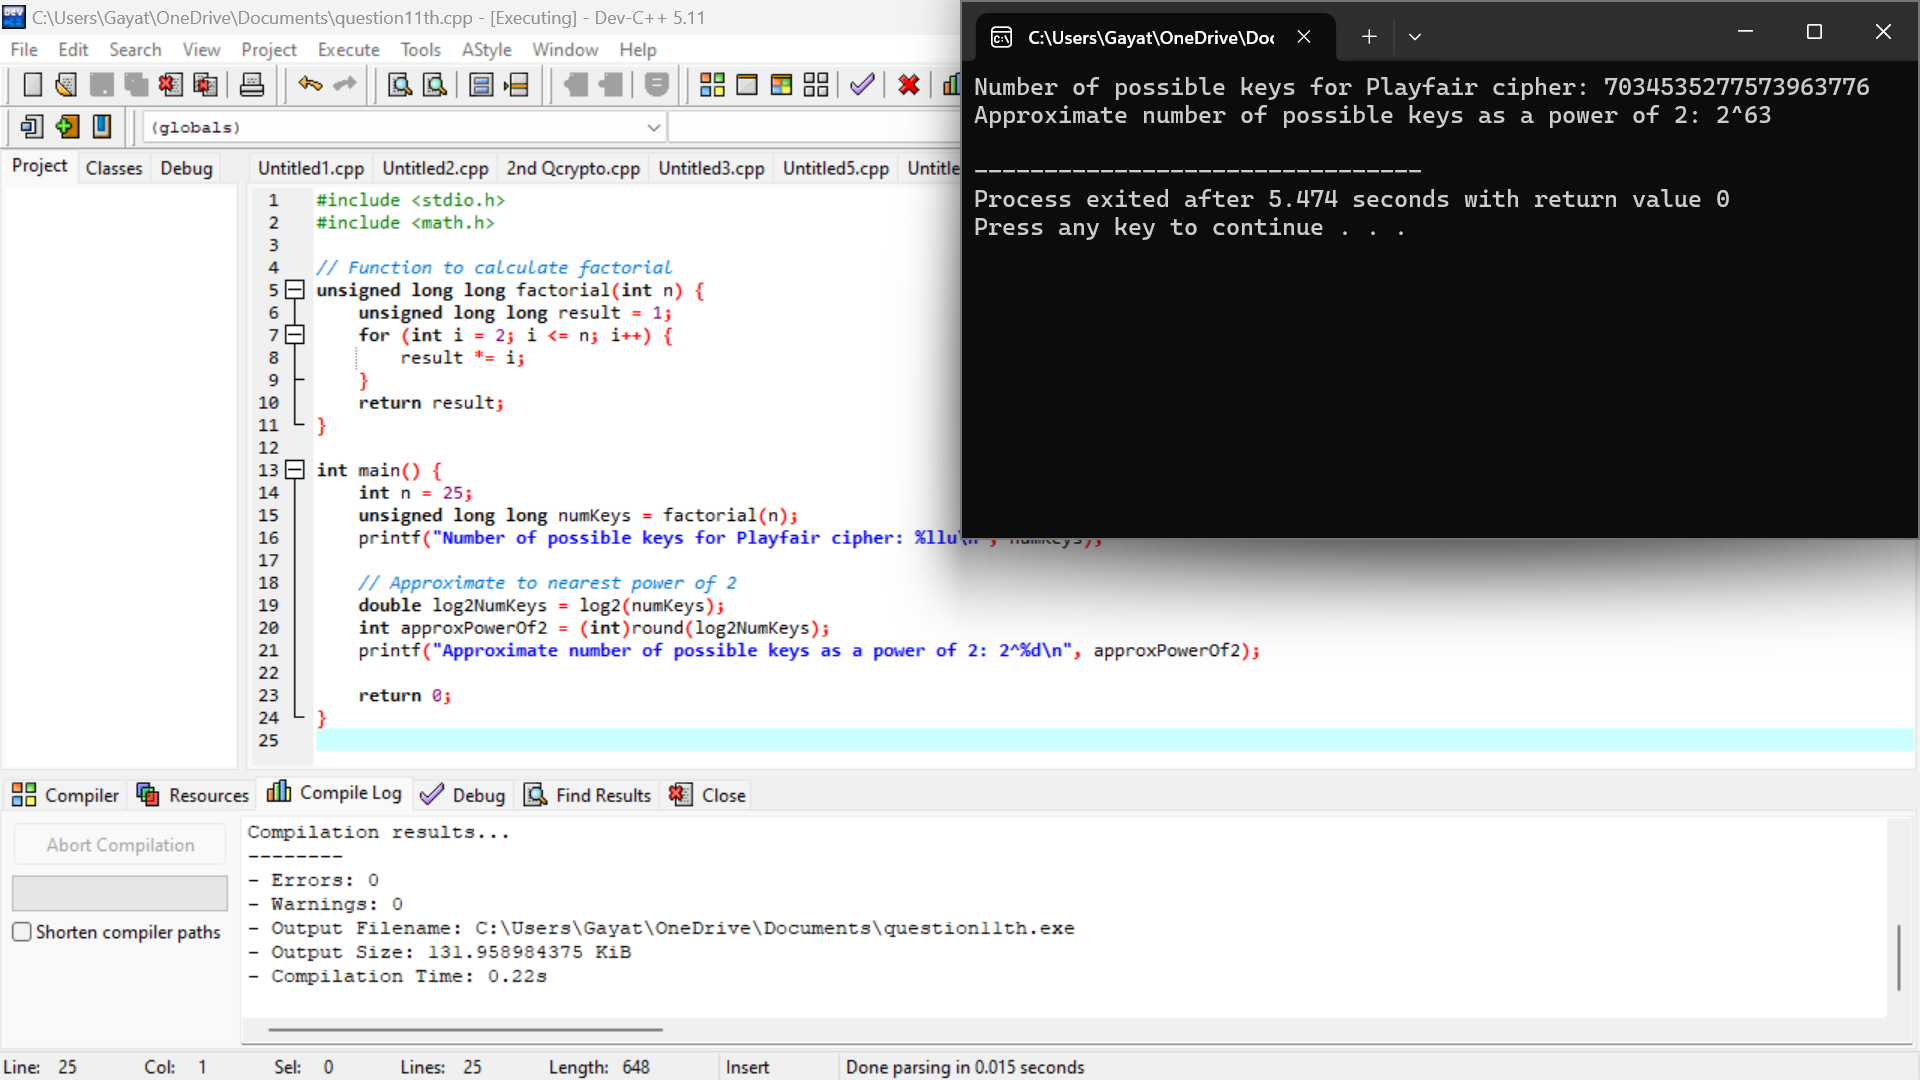 C:\Users\Gayat\OneDrive\Documents\question11th.cpp - [Executing] - Dev-C++ 5.11
File Edit Search View Project Execute Tools AStyle Window Help
(globals)
Project Classes Debug
Untitled1.cpp Untitled2.cpp 2nd Qcrypto.cpp Untitled3.cpp Untitled5.cpp Untitle
1 #include <stdio.h>
2 #include <math.h>
3
4 // Function to calculate factorial
5 unsigned long long factorial(int n) {
6 unsigned long long result = 1;
7 for (int i = 2; i <= n; i++) {
8 result *= i;
9 }
10 return result;
11 }
12
13 int main() {
14 int n = 25;
15 unsigned long long numKeys = factorial(n);
16 printf("Number of possible keys for Playfair cipher: %llu\n", numKeys);
17
18 // Approximate to nearest power of 2
19 double log2NumKeys = log2(numKeys);
20 int approxPowerOf2 = (int)round(log2NumKeys);
21 printf("Approximate number of possible keys as a power of 2: 2^%d\n", approxPowerOf2);
22
23 return 0;
24 }
25
C:\Users\Gayat\OneDrive\Doc
Number of possible keys for Playfair cipher: 7034535277573963776
Approximate number of possible keys as a power of 2: 2^63
--------------------------------
Process exited after 5.474 seconds with return value 0
Press any key to continue . . .
Compiler Resources Compile Log Debug Find Results Close
Abort Compilation
Shorten compiler paths
Compilation results...
--------
- Errors: 0
- Warnings: 0
- Output Filename: C:\Users\Gayat\OneDrive\Documents\question11th.exe
- Output Size: 131.958984375 KiB
- Compilation Time: 0.22s
Line: 25 Col: 1 Sel: 0 Lines: 25 Length: 648 Insert Done parsing in 0.015 seconds